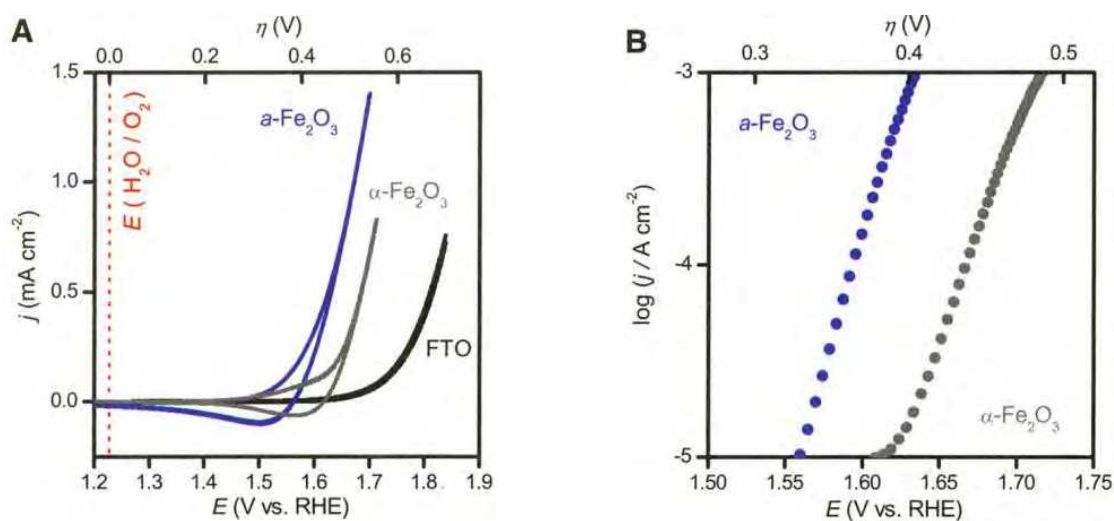 A
η (V)
0.0 0.2 0.4 0.6
1.5
1.0
0.5
0.0
j (mA cm⁻²)
E (H₂O / O₂)
a-Fe₂O₃
α-Fe₂O₃
FTO
1.2 1.3 1.4 1.5 1.6 1.7 1.8 1.9
E (V vs. RHE)
B
η (V)
0.3 0.4 0.5
-3
-4
-5
log (j / A cm⁻²)
a-Fe₂O₃
α-Fe₂O₃
1.50 1.55 1.60 1.65 1.70 1.75
E (V vs. RHE)